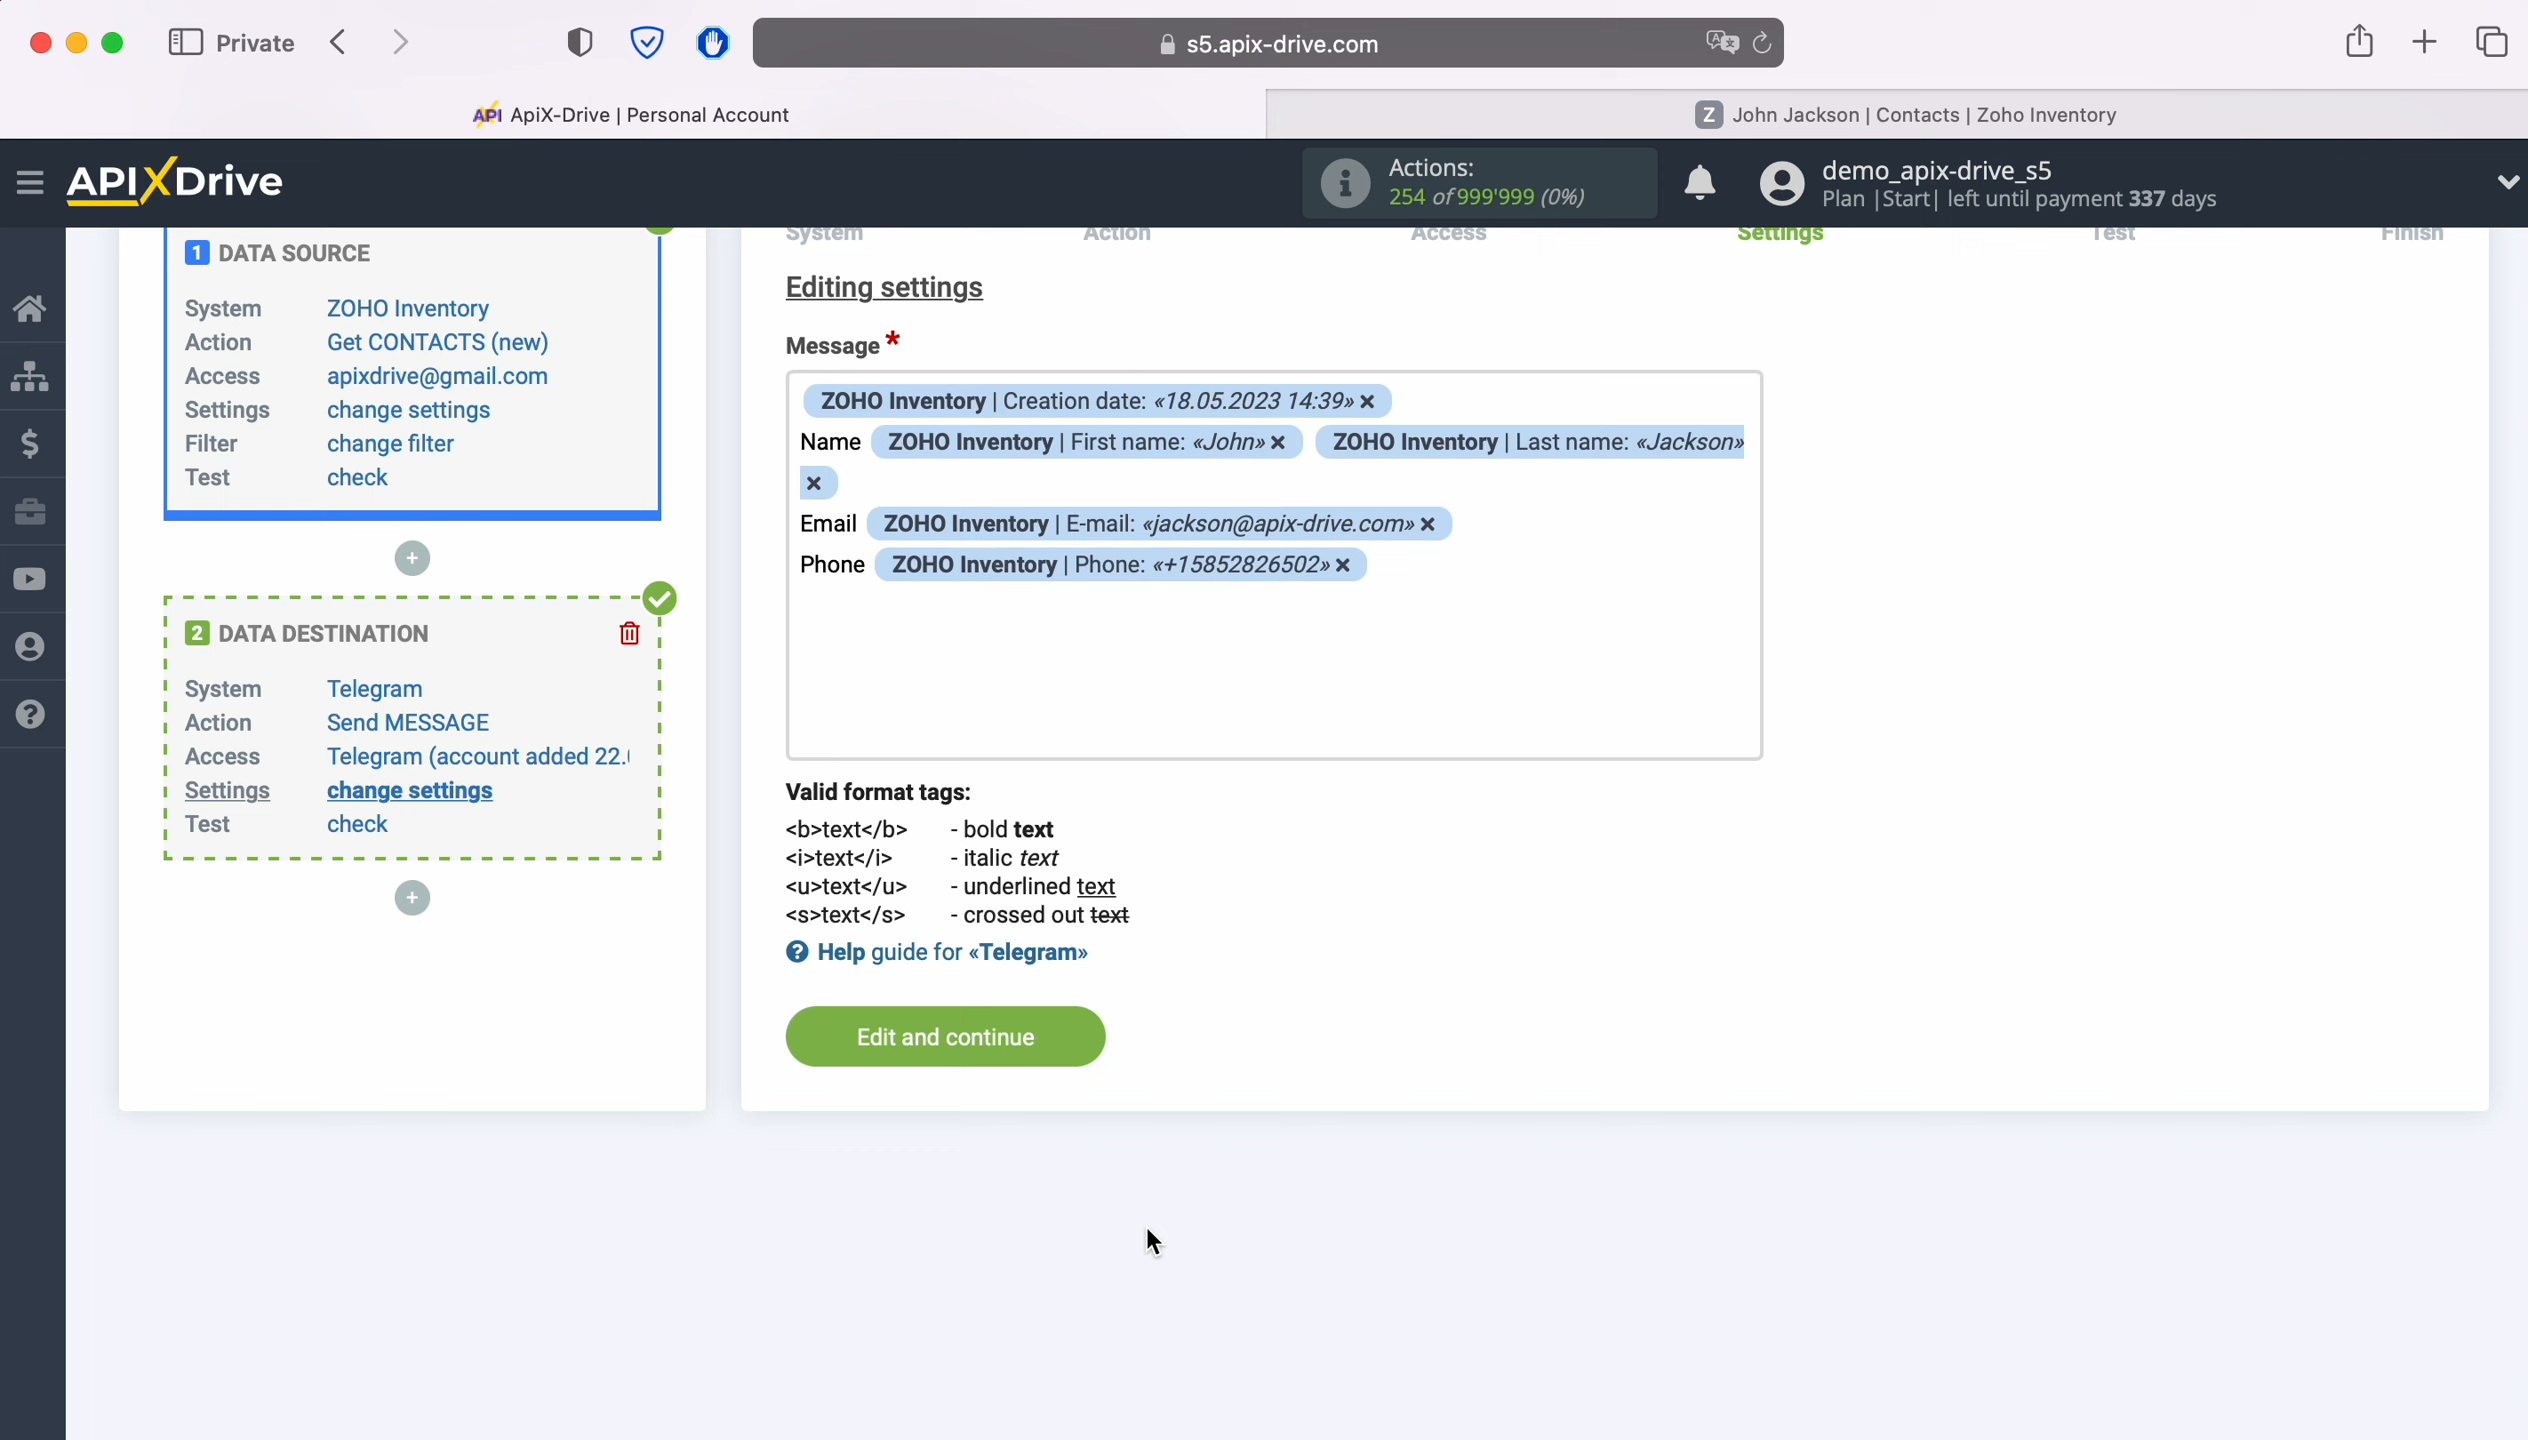 Private
s5.apix-drive.com
API ApiX-Drive | Personal Account
Z John Jackson | Contacts | Zoho Inventory
APIXDrive
Actions:
254 of 999'999 (0%)
demo_apix-drive_s5
Plan |Start| left until payment 337 days
System Action Access Settings Test Finish
1 DATA SOURCE
System ZOHO Inventory
Action Get CONTACTS (new)
Access apixdrive@gmail.com
Settings change settings
Filter change filter
Test check
2 DATA DESTINATION
System Telegram
Action Send MESSAGE
Access Telegram (account added 22.
Settings change settings
Test check
Editing settings
Message *
ZOHO Inventory | Creation date: «18.05.2023 14:39» ×
Name ZOHO Inventory | First name: «John» × ZOHO Inventory | Last name: «Jackson»
×
Email ZOHO Inventory | E-mail: «jackson@apix-drive.com» ×
Phone ZOHO Inventory | Phone: «+15852826502» ×
Valid format tags:
<b>text</b> - bold text
<i>text</i> - italic text
<u>text</u> - underlined text
<s>text</s> - crossed out text
? Help guide for «Telegram»
Edit and continue